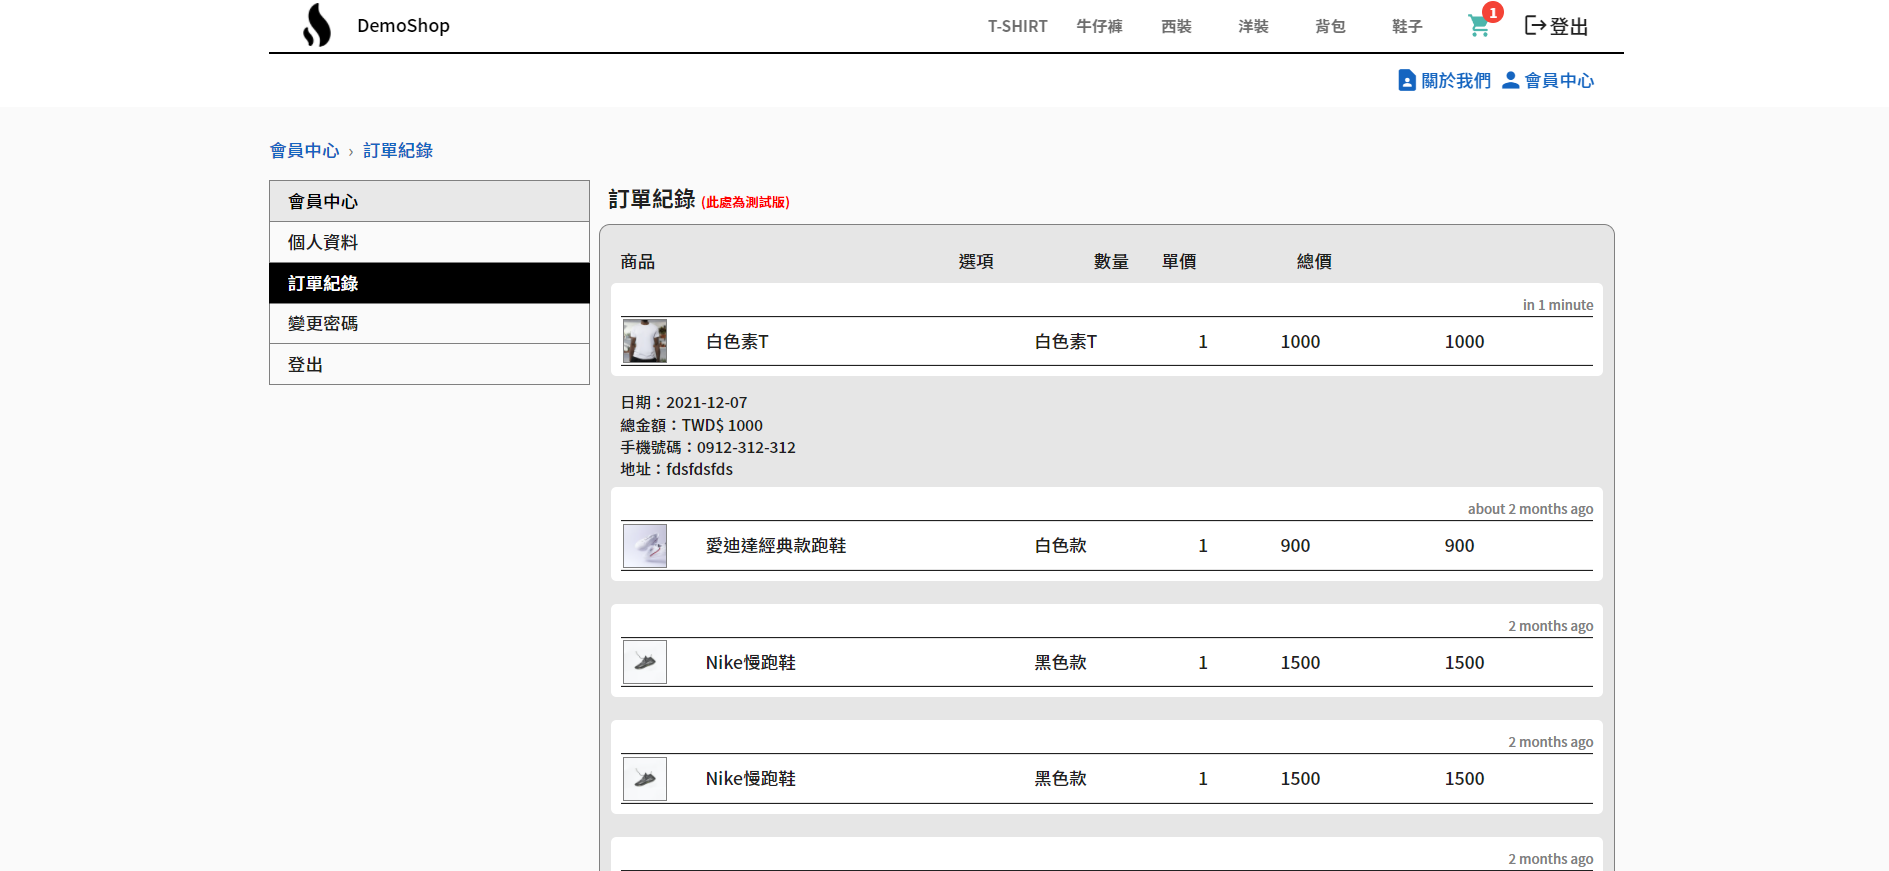 DemoShop
T-SHIRT 牛仔褲 西裝 洋裝 背包 鞋子 1 登出
關於我們 會員中心
會員中心 › 訂單紀錄
會員中心
個人資料
訂單紀錄
變更密碼
登出
訂單紀錄 (此處為測試版)
商品 選項 數量 單價 總價
in 1 minute
白色素T 白色素T 1 1000 1000
日期：2021-12-07
總金額：TWD$ 1000
手機號碼：0912-312-312
地址：fdsfdsfds
about 2 months ago
愛迪達經典款跑鞋 白色款 1 900 900
2 months ago
Nike慢跑鞋 黑色款 1 1500 1500
2 months ago
Nike慢跑鞋 黑色款 1 1500 1500
2 months ago